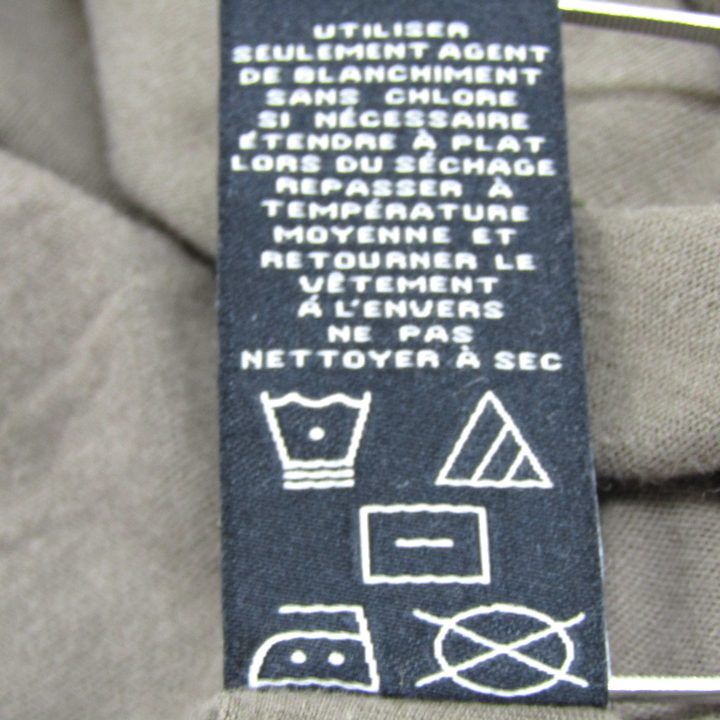 UTILISER
SEULEMENT AGENT
DE BLANCHIMENT
SANS CHLORE
SI NÉCESSAIRE
ÉTENDRE À PLAT
LORS DU SÉCHAGE
REPASSER À
TEMPÉRATURE
MOYENNE ET
RETOURNER LE
VÊTEMENT
Á L'ENVERS
NE PAS
NETTOYER À SEC